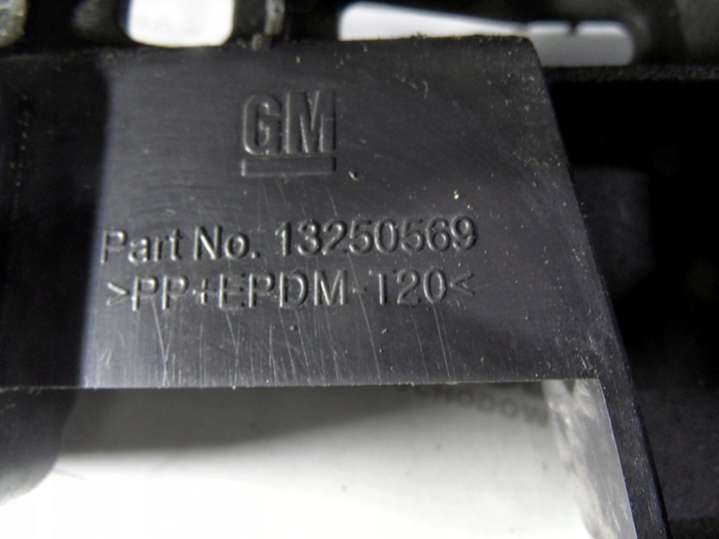 GM
Part No. 13250569
>PP+EPDM-T20<